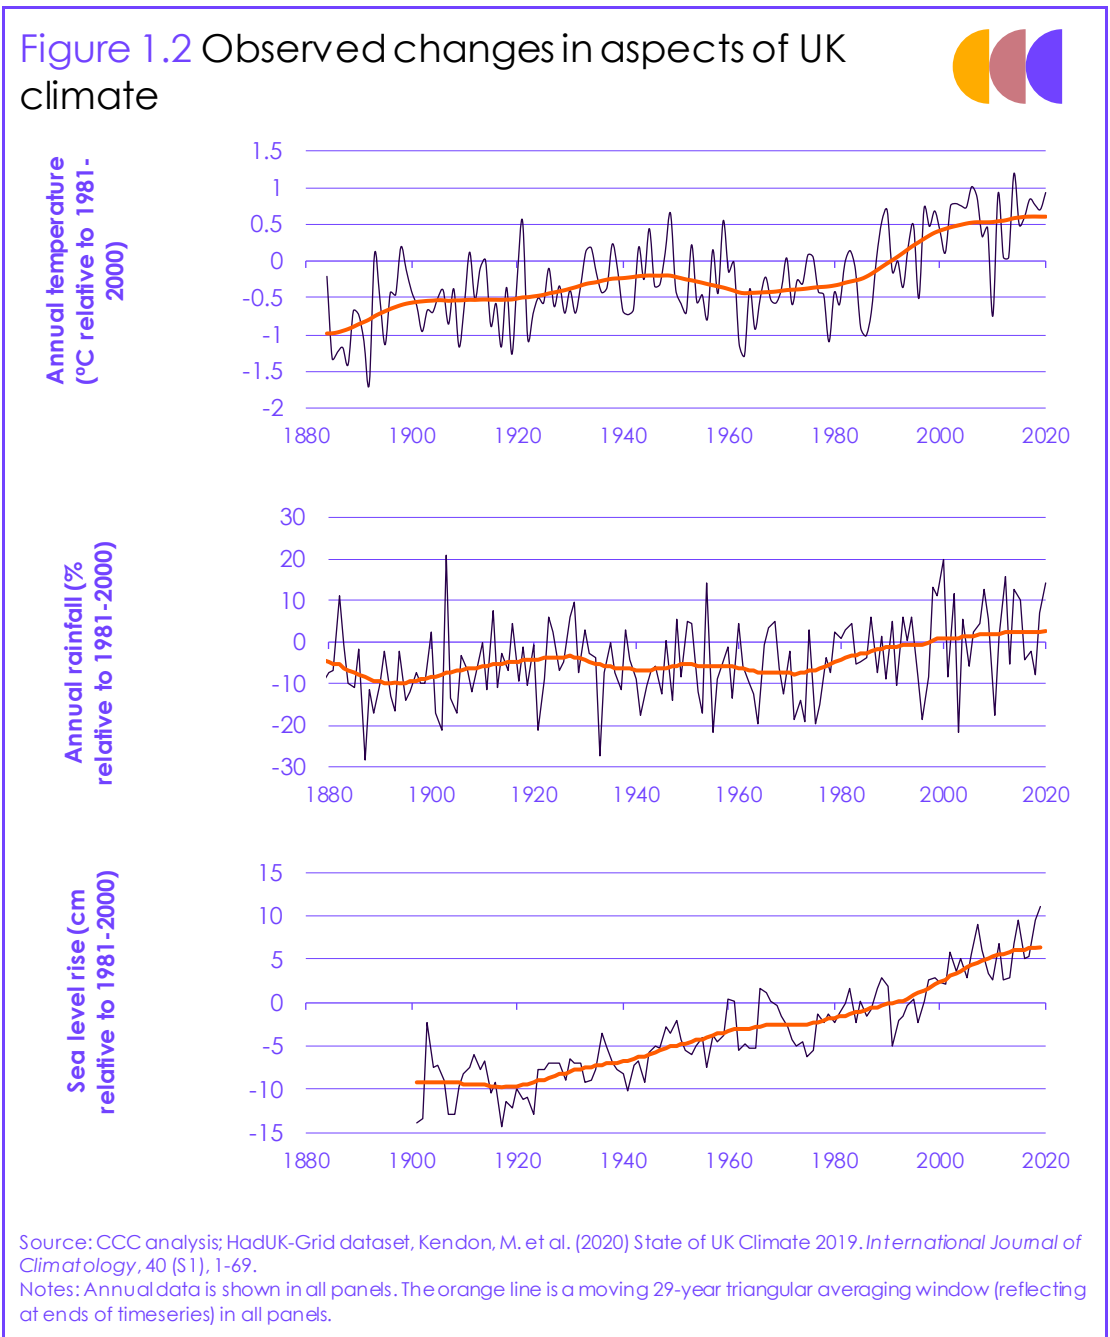 Figure 1.2 Observed changes in aspects of UK
climate
Annual temperature
(ºC relative to 1981-
2000)
1.5
1
0.5
0
-0.5
-1
-1.5
-2
1880 1900 1920 1940 1960 1980 2000 2020
Annual rainfall (%
relative to 1981-2000)
30
20
10
0
-10
-20
-30
1880 1900 1920 1940 1960 1980 2000 2020
Sea level rise (cm
relative to 1981-2000)
15
10
5
0
-5
-10
-15
1880 1900 1920 1940 1960 1980 2000 2020
Source: CCC analysis; HadUK-Grid dataset, Kendon, M. et al. (2020) State of UK Climate 2019. International Journal of
Climatology, 40 (S1), 1-69.
Notes: Annual data is shown in all panels. The orange line is a moving 29-year triangular averaging window (reflecting
at ends of timeseries) in all panels.